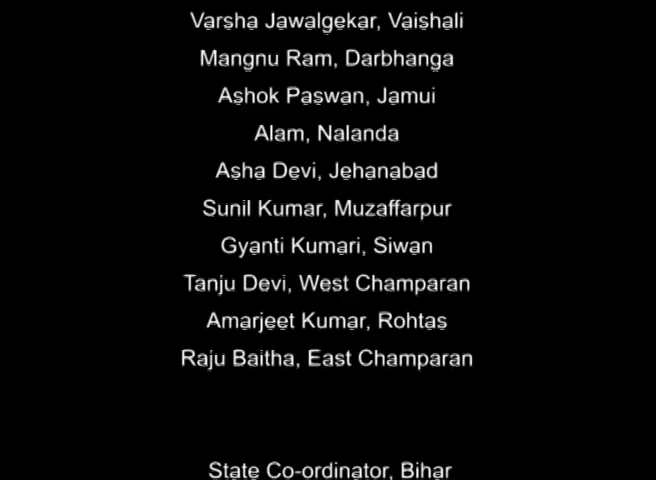 Varsha Jawalgekar, Vaishali
Mangnu Ram, Darbhanga
Ashok Paswan, Jamui
Alam, Nalanda
Asha Devi, Jehanabad
Sunil Kumar, Muzaffarpur
Gyanti Kumari, Siwan
Tanju Devi, West Champaran
Amarjeet Kumar, Rohtas
Raju Baitha, East Champaran
State Co-ordinator, Bihar